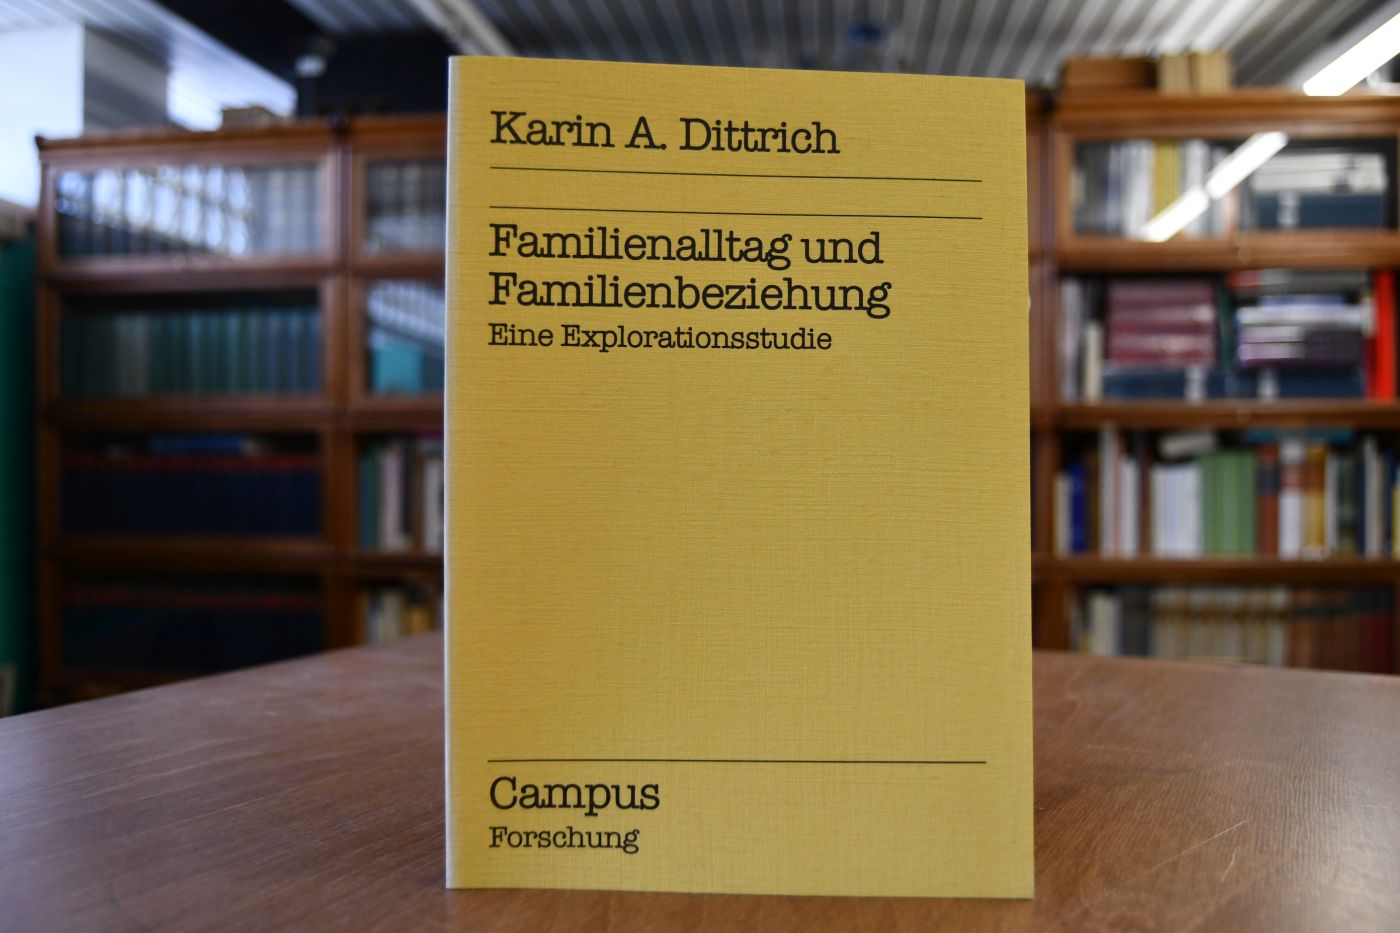 Karin A. Dittrich
Familienalltag und
Familienbeziehung
Eine Explorationsstudie
Campus
Forschung